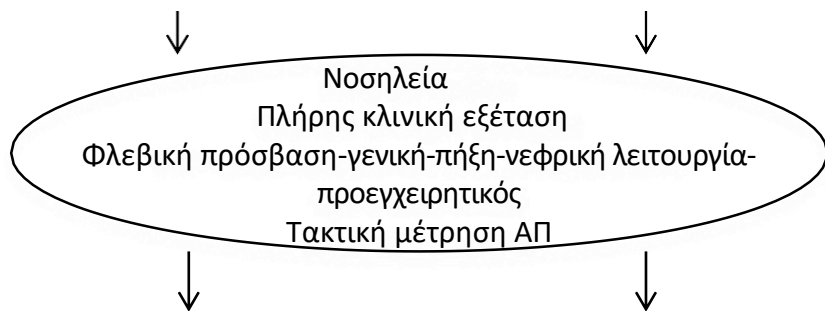 Νοσηλεία
Πλήρης κλινική εξέταση
Φλεβική πρόσβαση-γενική-πήξη-νεφρική λειτουργία-
προεγχειρητικός
Τακτική μέτρηση ΑΠ